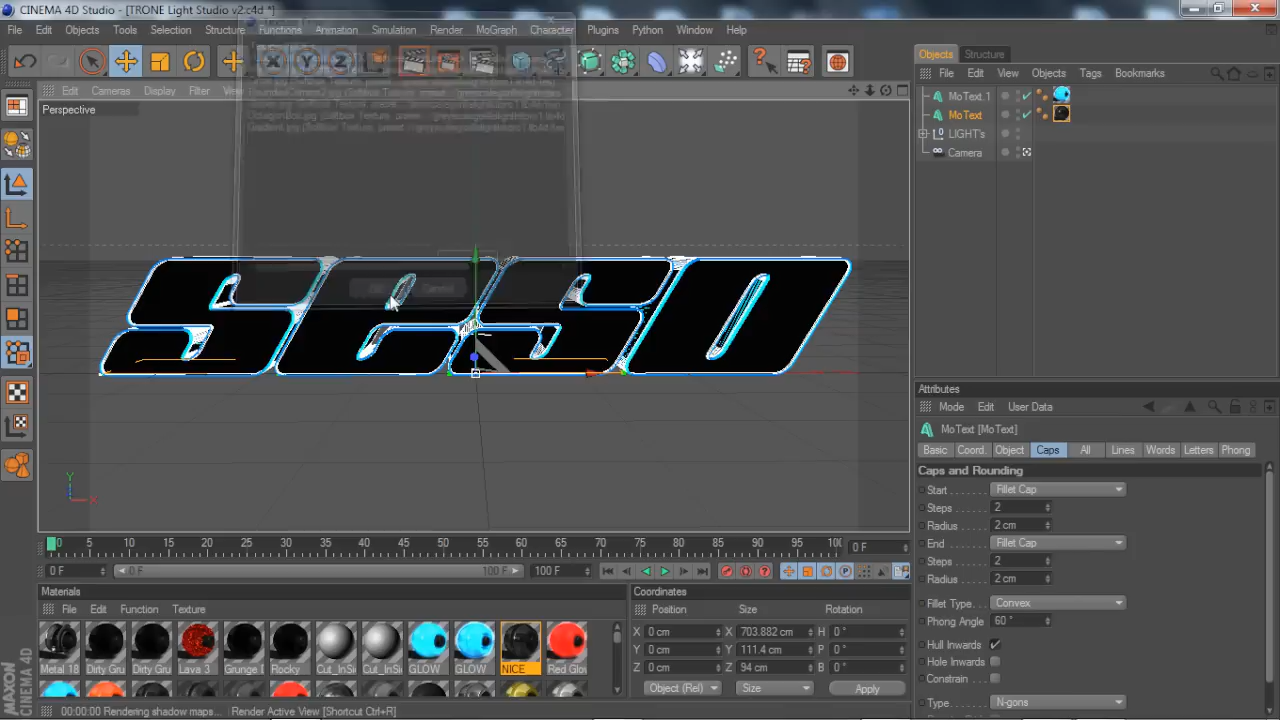 CINEMA 4D Studio - [TRONE Light Studio v2.c4d *]
File Edit Objects Tools Selection Structure Functions Animation Simulation Render MoGraph Character Plugins Python Window Help
Edit Cameras Display Filter
Perspective
Cancel
SESO
Y
X
Objects Structure
File Edit View Objects Tags Bookmarks
MoText.1
MoText
LIGHT's
Camera
Attributes
Mode Edit User Data
MoText [MoText]
Basic Coord. Object Caps All Lines Words Letters Phong
Caps and Rounding
Start Fillet Cap
Steps 2
Radius 2 cm
End Fillet Cap
Steps 2
Radius 2 cm
Fillet Type Convex
Phong Angle 60 °
Hull Inwards
Hole Inwards
Constrain
Type N-gons
0 5 10 15 20 25 30 35 40 45 50 55 60 65 70 75 80 85 90 95 10 0 F
0 F 0 F 100 F 100 F
Materials
File Edit Function Texture
Metal 18 Dirty Gru Dirty Gru Lava 3 Grunge D Rocky Cut_InSi Cut_InSi GLOW GLOW NICE Red Glo
Coordinates
Position Size Rotation
X 0 cm X 703.882 cm H 0 °
Y 0 cm Y 111.4 cm P 0 °
Z 0 cm Z 94 cm B 0 °
Object (Rel) Size Apply
MAXON CINEMA 4D
00:00:00 Rendering shadow maps... Render Active View [Shortcut Ctrl+R]